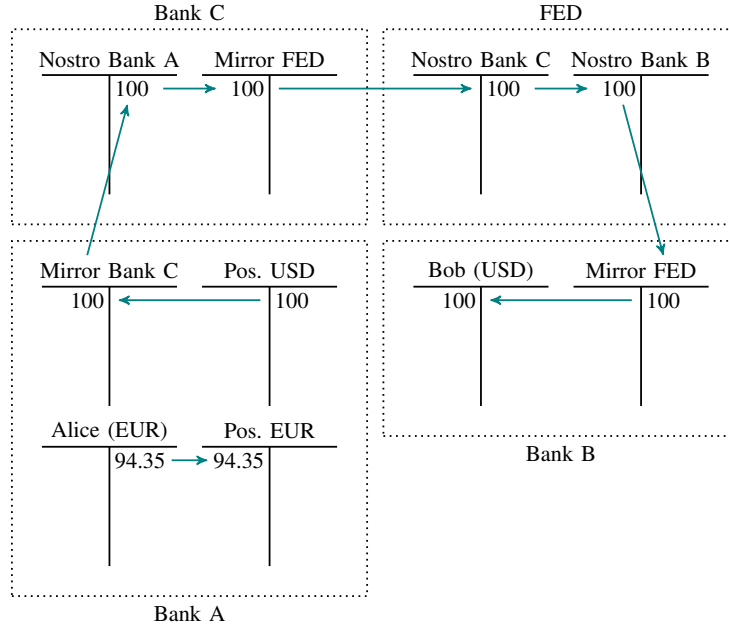 Bank C
FED
Nostro Bank A
Mirror FED
100
100
Nostro Bank C
Nostro Bank B
100
100
Mirror Bank C
Pos. USD
100
100
Alice (EUR)
Pos. EUR
94.35
94.35
Bank A
Bob (USD)
Mirror FED
100
100
Bank B